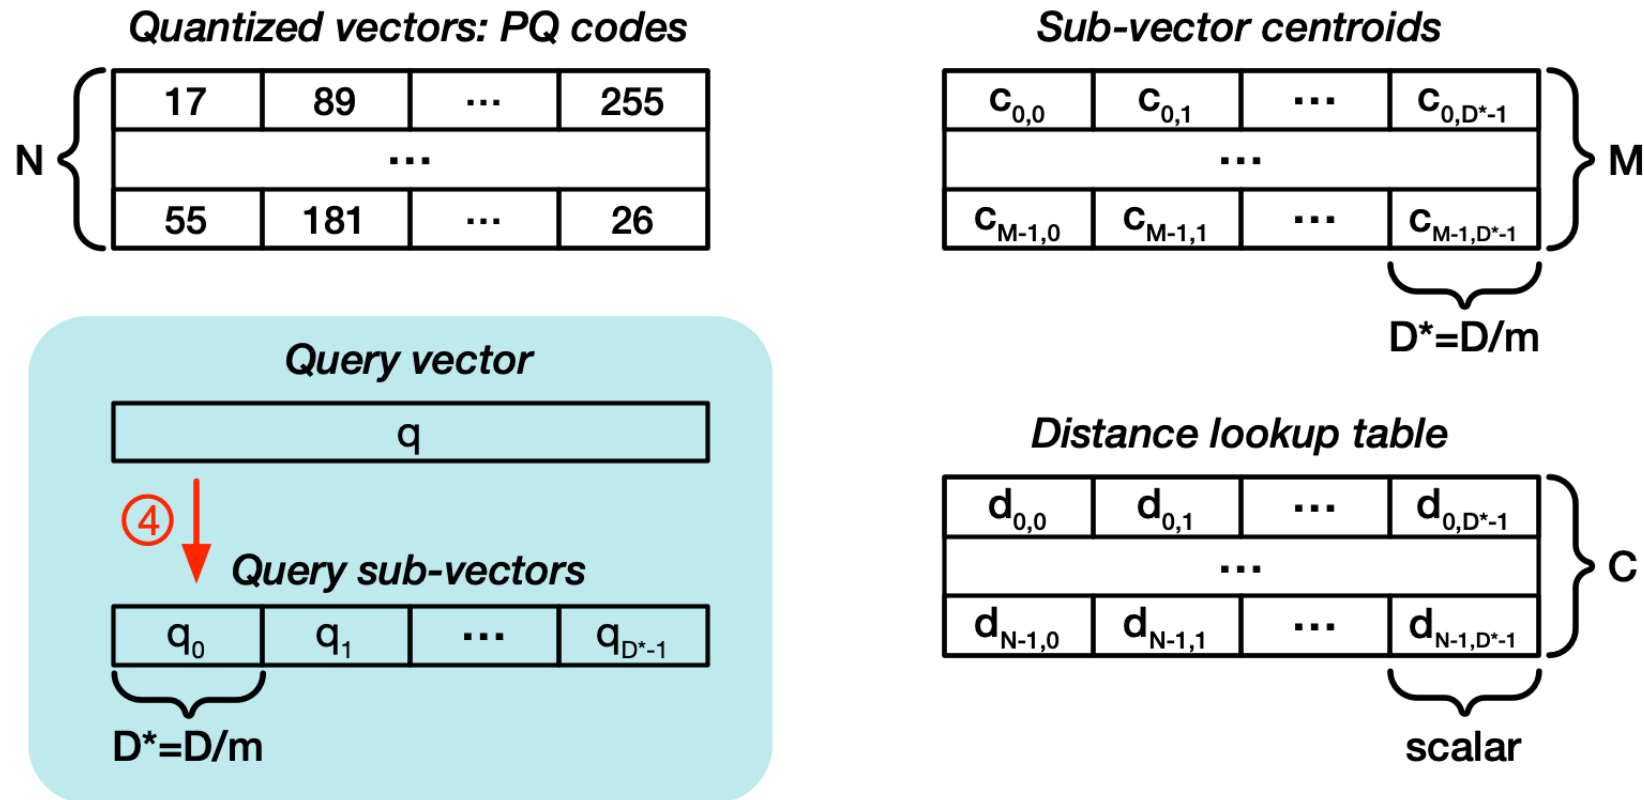 Quantized vectors: PQ codes
17 89 ... 255
N
...
55 181 ... 26
Sub-vector centroids
c0,0 c0,1 ... c0,D*-1
M
...
cM-1,0 cM-1,1 ... cM-1,D*-1
D*=D/m
Query vector
q
④
Query sub-vectors
q0 q1 ... qD*-1
D*=D/m
Distance lookup table
d0,0 d0,1 ... d0,D*-1
C
...
dN-1,0 dN-1,1 ... dN-1,D*-1
scalar